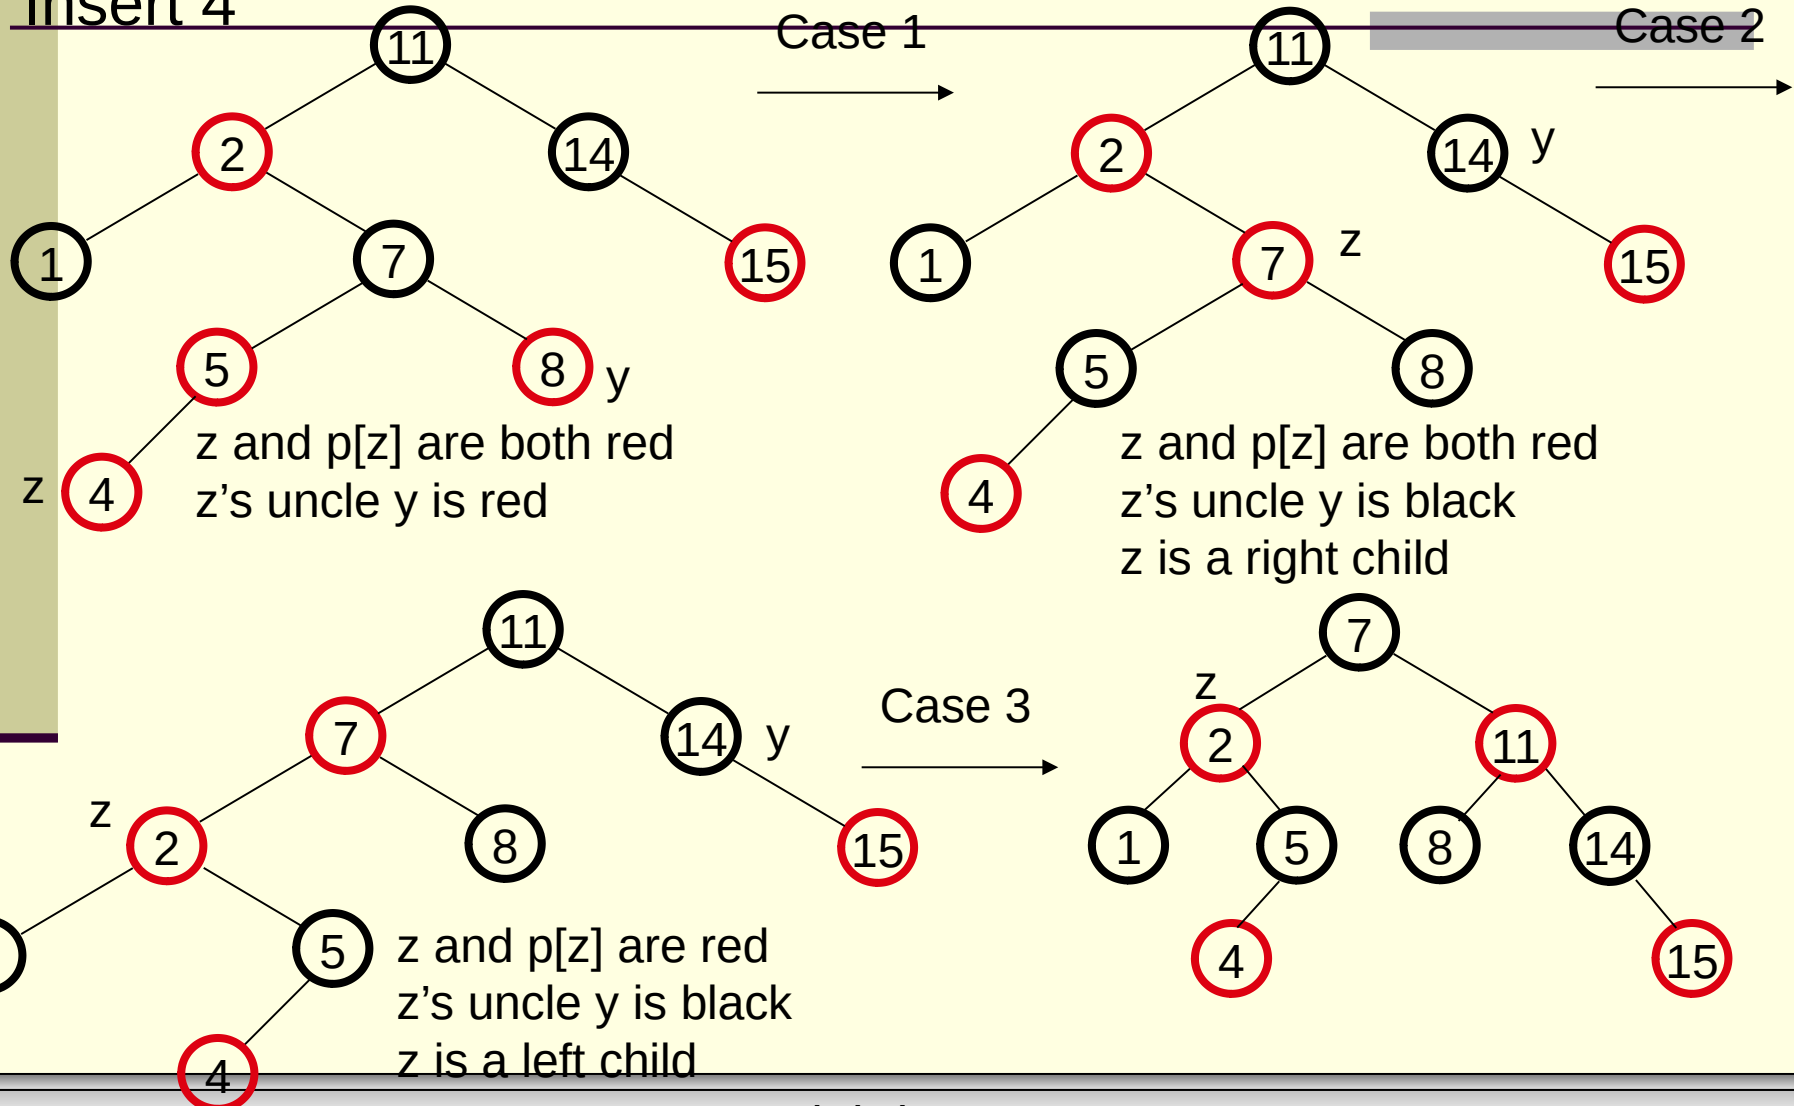 Insert 4
Case 1
Case 2
11
2
14
1
7
15
5
8
y
z
4
z and p[z] are both red
z’s uncle y is red
11
2
14
y
1
7
z
15
5
8
4
z and p[z] are both red
z’s uncle y is black
z is a right child
11
7
14
y
z
2
8
15
5
4
z and p[z] are red
z’s uncle y is black
z is a left child
Case 3
7
z
2
11
1
5
8
14
4
15